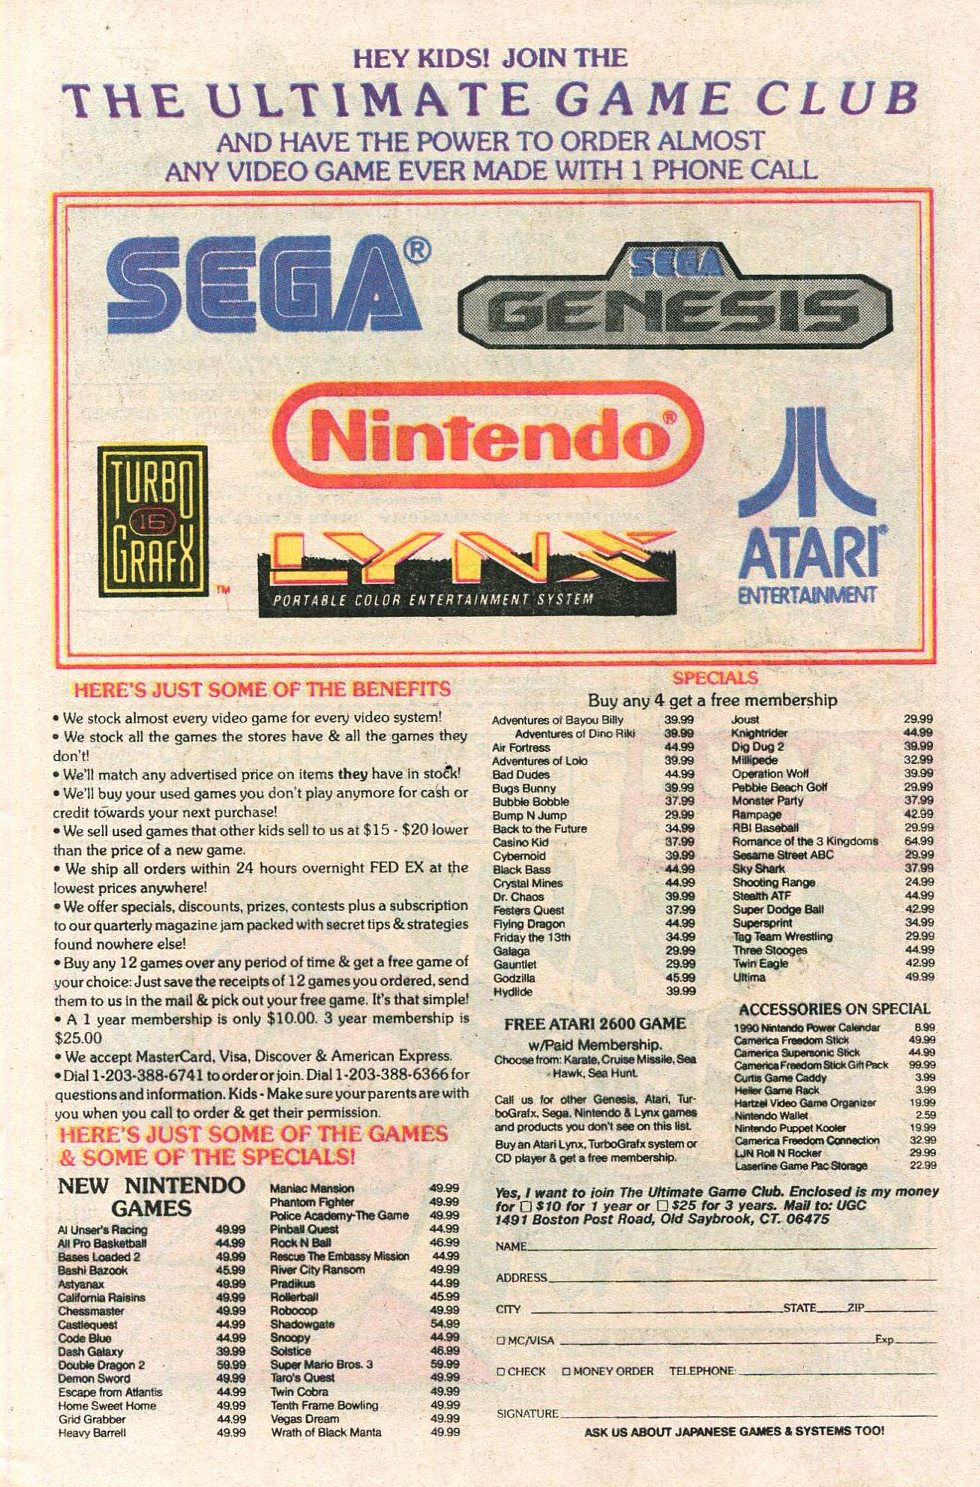 HEY KIDS! JOIN THE
THE ULTIMATE GAME CLUB
AND HAVE THE POWER TO ORDER ALMOST
ANY VIDEO GAME EVER MADE WITH 1 PHONE CALL
SEGA®
SEGA
GENESIS
Nintendo®
TURBO
16
GRAFX
TM
LYNX
PORTABLE COLOR ENTERTAINMENT SYSTEM
ATARI®
ENTERTAINMENT
HERE'S JUST SOME OF THE BENEFITS
• We stock almost every video game for every video system!
• We stock all the games the stores have & all the games they
don't!
• We'll match any advertised price on items they have in stock!
• We'll buy your used games you don't play anymore for cash or
credit towards your next purchase!
• We sell used games that other kids sell to us at $15 - $20 lower
than the price of a new game.
• We ship all orders within 24 hours overnight FED EX at the
lowest prices anywhere!
• We offer specials, discounts, prizes, contests plus a subscription
to our quarterly magazine jam packed with secret tips & strategies
found nowhere else!
• Buy any 12 games over any period of time & get a free game of
your choice: Just save the receipts of 12 games you ordered, send
them to us in the mail & pick out your free game. It's that simple!
• A 1 year membership is only $10.00. 3 year membership is
$25.00
• We accept MasterCard, Visa, Discover & American Express.
• Dial 1-203-388-6741 to order or join. Dial 1-203-388-6366 for
questions and information. Kids - Make sure your parents are with
you when you call to order & get their permission.
HERE'S JUST SOME OF THE GAMES
& SOME OF THE SPECIALS!
NEW NINTENDO
GAMES
Al Unser's Racing 49.99
All Pro Basketball 44.99
Bases Loaded 2 49.99
Bashi Bazook 45.99
Astyanax 49.99
California Raisins 49.99
Chessmaster 49.99
Castlequest 44.99
Code Blue 44.99
Dash Galaxy 39.99
Double Dragon 2 59.99
Demon Sword 49.99
Escape from Atlantis 44.99
Home Sweet Home 49.99
Grid Grabber 44.99
Heavy Barrell 49.99
Maniac Mansion 49.99
Phantom Fighter 49.99
Police Academy-The Game 49.99
Pinball Quest 44.99
Rock N Ball 46.99
Rescue The Embassy Mission 44.99
River City Ransom 49.99
Pradikus 44.99
Rollerball 45.99
Robocop 49.99
Shadowgate 54.99
Snoopy 44.99
Solstice 46.99
Super Mario Bros. 3 59.99
Taro's Quest 49.99
Twin Cobra 49.99
Tenth Frame Bowling 49.99
Vegas Dream 49.99
Wrath of Black Manta 49.99
SPECIALS
Buy any 4 get a free membership
Adventures of Bayou Billy 39.99
Adventures of Dino Riki 39.99
Air Fortress 44.99
Adventures of Lolo 39.99
Bad Dudes 44.99
Bugs Bunny 39.99
Bubble Bobble 37.99
Bump N Jump 29.99
Back to the Future 34.99
Casino Kid 37.99
Cybernoid 39.99
Black Bass 44.99
Crystal Mines 44.99
Dr. Chaos 39.99
Festers Quest 37.99
Flying Dragon 44.99
Friday the 13th 34.99
Galaga 29.99
Gauntlet 29.99
Godzilla 45.99
Hydlide 39.99
Joust 29.99
Knightrider 44.99
Dig Dug 2 39.99
Millipede 32.99
Operation Wolf 39.99
Pebble Beach Golf 29.99
Monster Party 37.99
Rampage 42.99
RBI Baseball 29.99
Romance of the 3 Kingdoms 64.99
Sesame Street ABC 29.99
Sky Shark 37.99
Shooting Range 24.99
Stealth ATF 44.99
Super Dodge Ball 42.99
Supersprint 34.99
Tag Team Wrestling 29.99
Three Stooges 44.99
Twin Eagle 42.99
Ultima 49.99
FREE ATARI 2600 GAME
w/Paid Membership.
Choose from: Karate, Cruise Missile, Sea
Hawk, Sea Hunt.
Call us for other Genesis, Atari, Tur-
boGrafx, Sega, Nintendo & Lynx games
and products you don't see on this list.
Buy an Atari Lynx, TurboGrafx system or
CD player & get a free membership.
ACCESSORIES ON SPECIAL
1990 Nintendo Power Calendar 8.99
Camerica Freedom Stick 49.99
Camerica Supersonic Stick 44.99
Camerica Freedom Stick Gift Pack 99.99
Curtis Game Caddy 3.99
Heller Game Rack 3.99
Hartzel Video Game Organizer 19.99
Nintendo Wallet 2.59
Nintendo Puppet Kooler 19.99
Camerica Freedom Connection 32.99
LJN Roll N Rocker 29.99
Laserline Game Pac Storage 22.99
Yes, I want to join The Ultimate Game Club. Enclosed is my money
for ☐ $10 for 1 year or ☐ $25 for 3 years. Mail to: UGC
1491 Boston Post Road, Old Saybrook, CT. 06475
NAME
ADDRESS
CITY STATE ZIP
☐ MC/VISA Exp
☐ CHECK ☐ MONEY ORDER TELEPHONE:
SIGNATURE
ASK US ABOUT JAPANESE GAMES & SYSTEMS TOO!